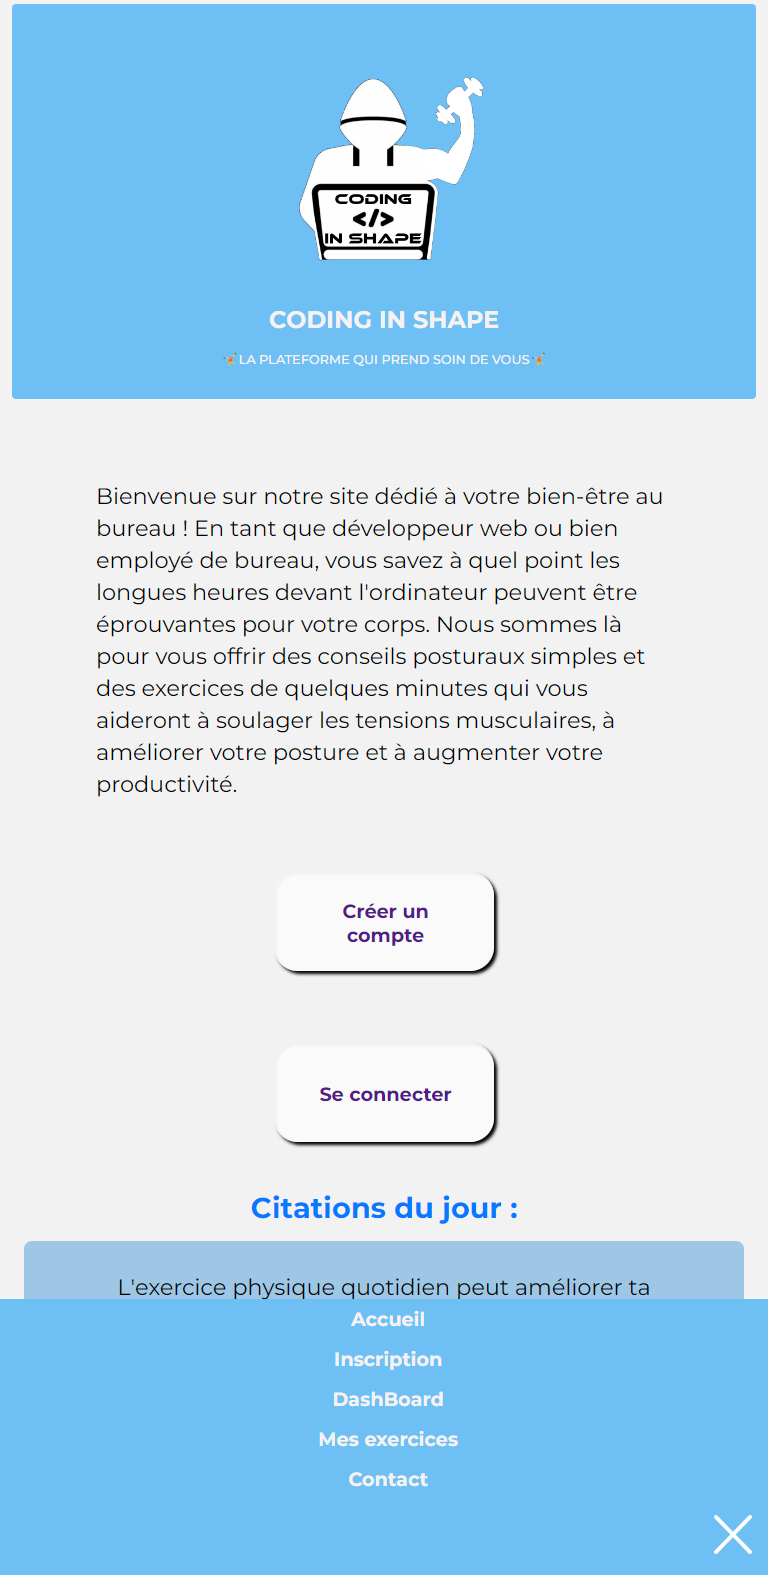 CODING
</>
IN SHAPE
CODING IN SHAPE
🤸LA PLATEFORME QUI PREND SOIN DE VOUS🤸
Bienvenue sur notre site dédié à votre bien-être au
bureau ! En tant que développeur web ou bien
employé de bureau, vous savez à quel point les
longues heures devant l'ordinateur peuvent être
éprouvantes pour votre corps. Nous sommes là
pour vous offrir des conseils posturaux simples et
des exercices de quelques minutes qui vous
aideront à soulager les tensions musculaires, à
améliorer votre posture et à augmenter votre
productivité.
Créer un
compte
Se connecter
Citations du jour :
L'exercice physique quotidien peut améliorer ta
Accueil
Inscription
DashBoard
Mes exercices
Contact